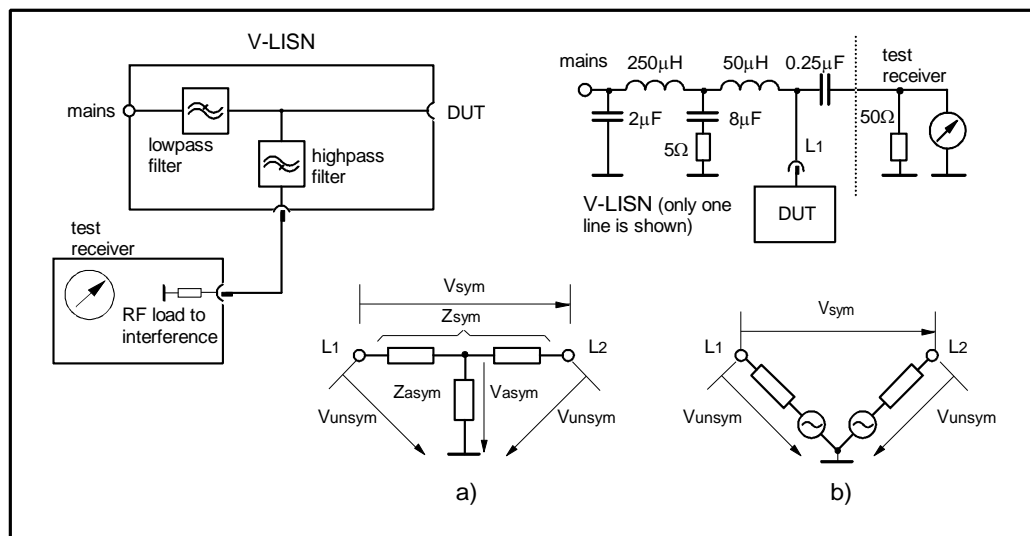 V-LISN
mains
DUT
lowpass
filter
highpass
filter
test
receiver
RF load to
interference
mains
250µH
50µH
0.25µF
test
receiver
2µF
8µF
5Ω
50Ω
L1
DUT
V-LISN (only one
line is shown)
Vsym
Zsym
L1
L2
Zasym
Vasym
Vunsym
Vunsym
a)
Vsym
L1
L2
Vunsym
Vunsym
b)